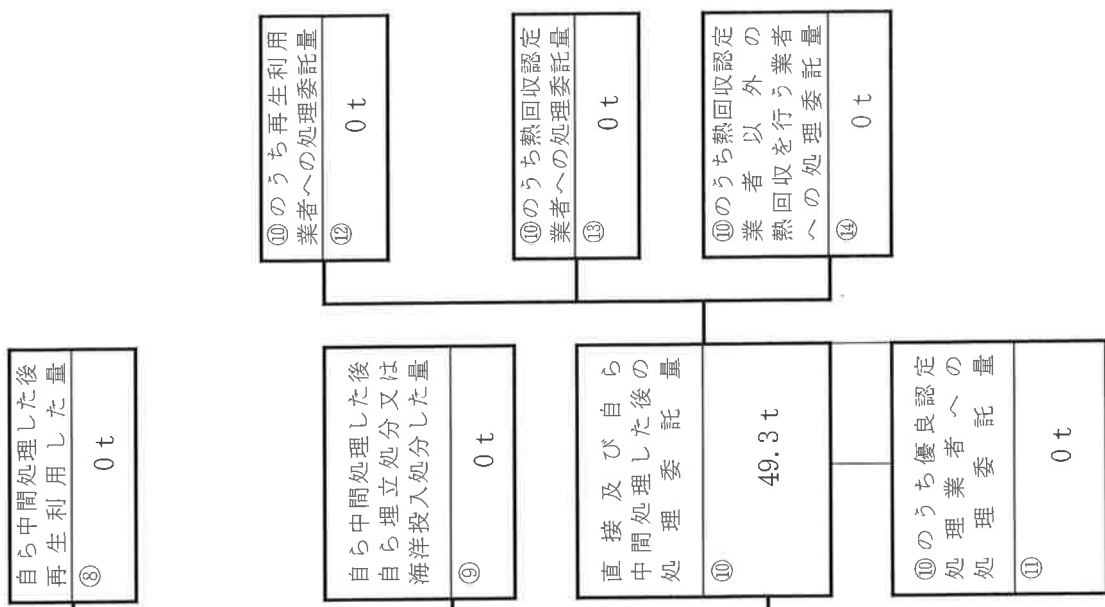 自ら中間処理した後
再生利用した量
⑧
0 t
自ら中間処理した後
自ら埋立処分又は
海洋投入処分した量
⑨
0 t
直接及び自ら
中間処理した後の
処理委託量
⑩
49.3 t
⑩のうち優良認定
処理業者への
処理委託量
⑪
0 t
⑩のうち再生利用
業者への処理委託量
⑫
0 t
⑩のうち熱回収認定
業者への処理委託量
⑬
0 t
⑩のうち熱回収認定
業者以外の
熱回収を行う業者
への処理委託量
⑭
0 t